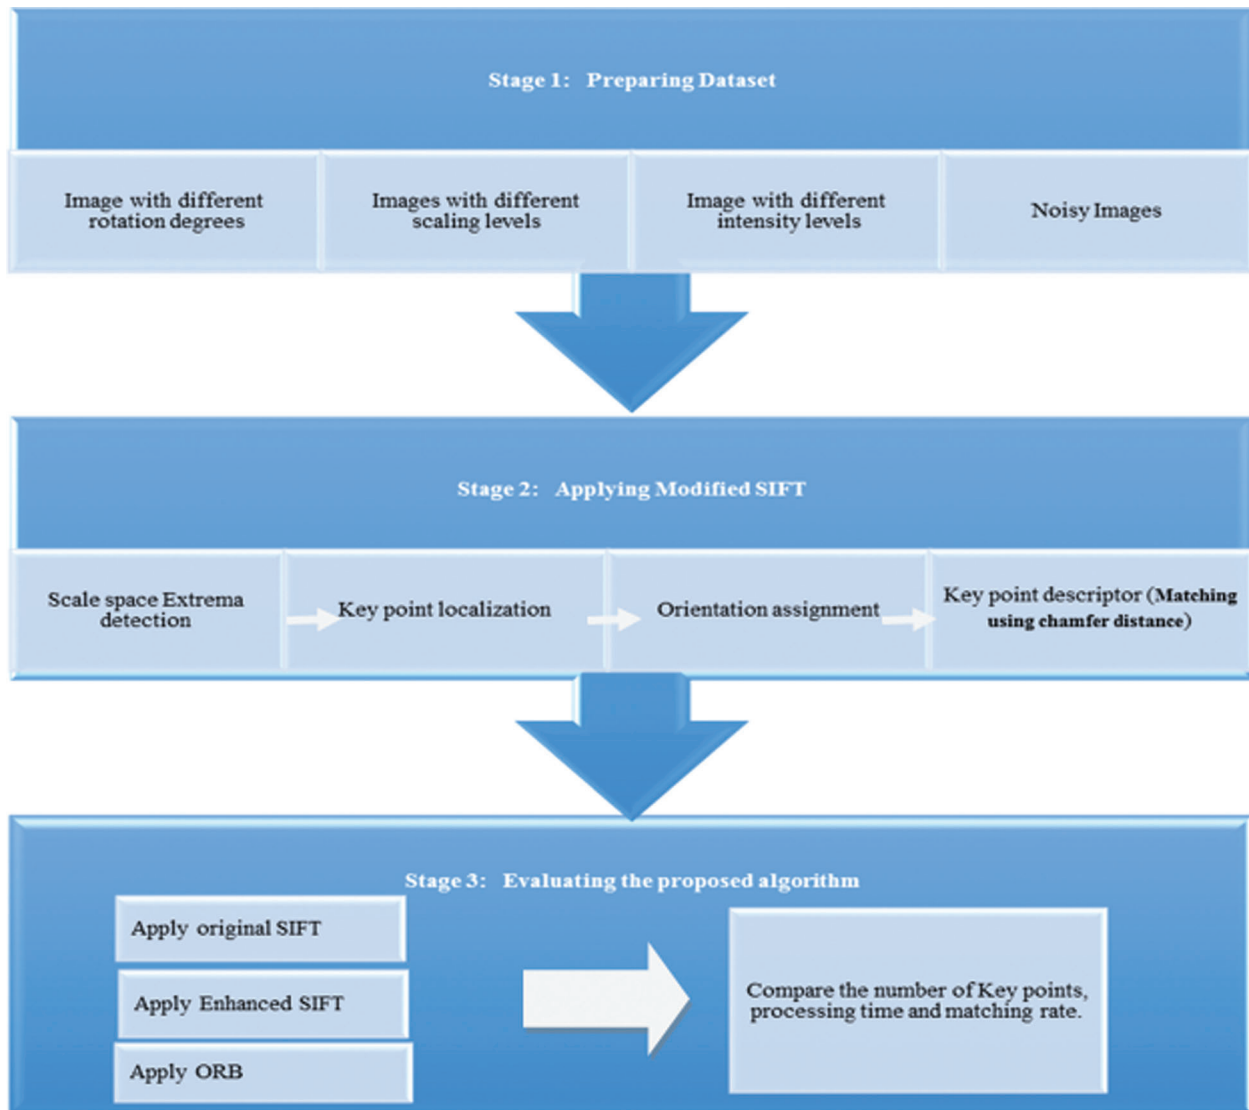 Stage 1: Preparing Dataset
Image with different
rotation degrees
Images with different
scaling levels
Image with different
intensity levels
Noisy Images
Stage 2: Applying Modified SIFT
Scale space Extrema
detection
Key point localization
Orientation assignment
Key point descriptor (Matching
using chamfer distance)
Stage 3: Evaluating the proposed algorithm
Apply original SIFT
Apply Enhanced SIFT
Apply ORB
Compare the number of Key points,
processing time and matching rate.